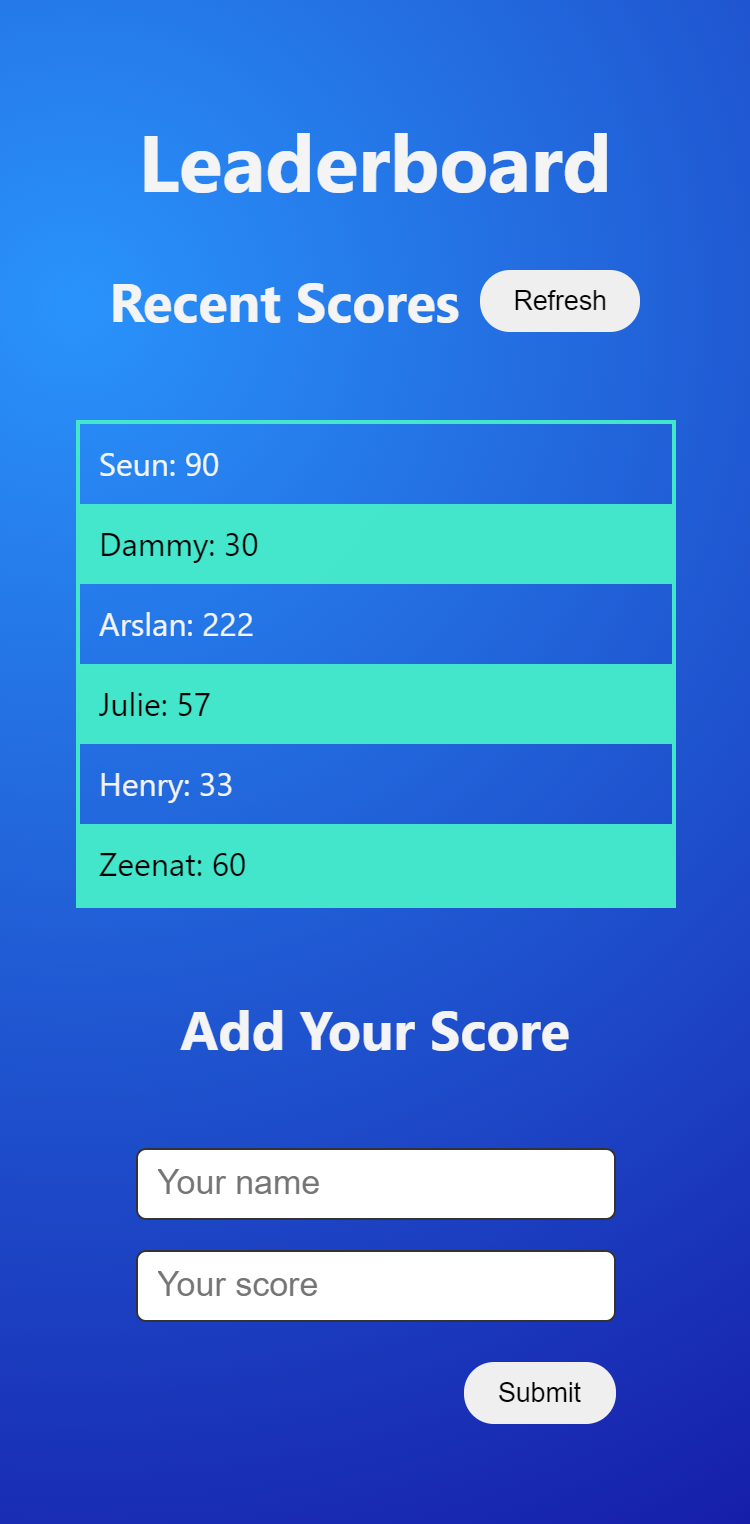 Leaderboard
Recent Scores Refresh
Seun: 90
Dammy: 30
Arslan: 222
Julie: 57
Henry: 33
Zeenat: 60
Add Your Score
Your name
Your score
Submit